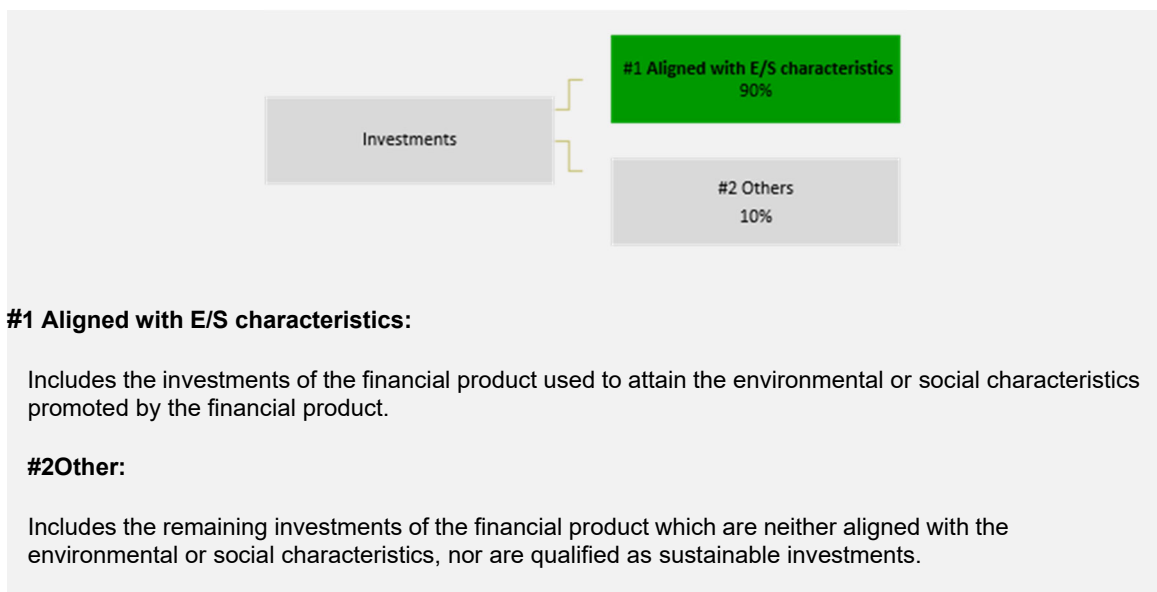 #1 Aligned with E/S characteristics
90%
Investments
#2 Others
10%
#1 Aligned with E/S characteristics:
Includes the investments of the financial product used to attain the environmental or social characteristics
promoted by the financial product.
#2Other:
Includes the remaining investments of the financial product which are neither aligned with the
environmental or social characteristics, nor are qualified as sustainable investments.